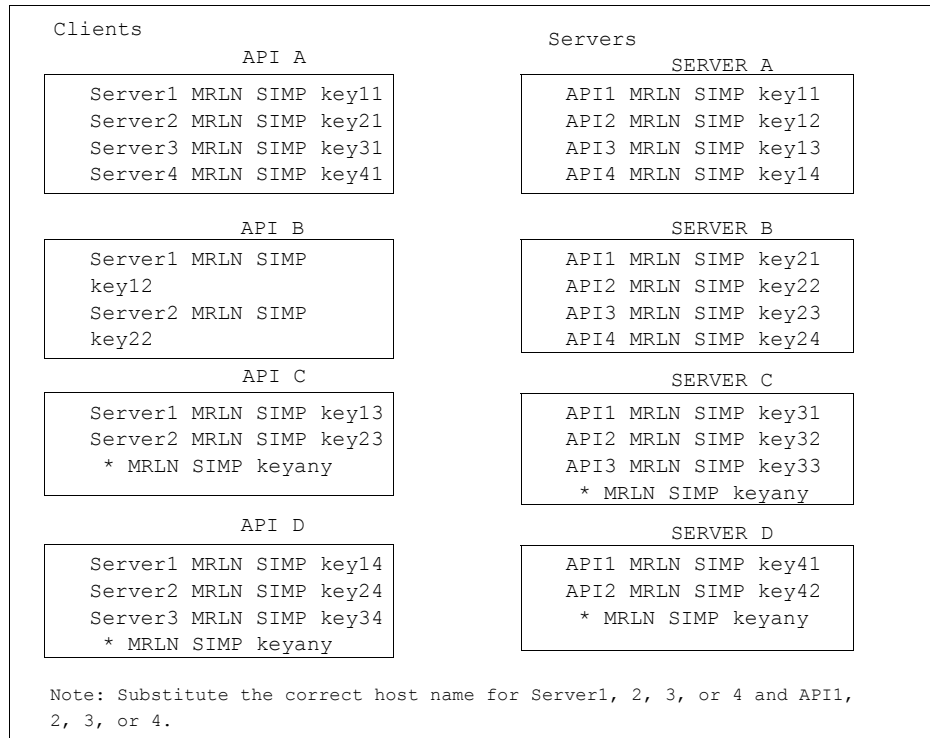 Clients
API A
Server1 MRLN SIMP key11
Server2 MRLN SIMP key21
Server3 MRLN SIMP key31
Server4 MRLN SIMP key41
API B
Server1 MRLN SIMP
key12
Server2 MRLN SIMP
key22
API C
Server1 MRLN SIMP key13
Server2 MRLN SIMP key23
* MRLN SIMP keyany
API D
Server1 MRLN SIMP key14
Server2 MRLN SIMP key24
Server3 MRLN SIMP key34
* MRLN SIMP keyany
Servers
SERVER A
API1 MRLN SIMP key11
API2 MRLN SIMP key12
API3 MRLN SIMP key13
API4 MRLN SIMP key14
SERVER B
API1 MRLN SIMP key21
API2 MRLN SIMP key22
API3 MRLN SIMP key23
API4 MRLN SIMP key24
SERVER C
API1 MRLN SIMP key31
API2 MRLN SIMP key32
API3 MRLN SIMP key33
* MRLN SIMP keyany
SERVER D
API1 MRLN SIMP key41
API2 MRLN SIMP key42
* MRLN SIMP keyany
Note: Substitute the correct host name for Server1, 2, 3, or 4 and API1,
2, 3, or 4.